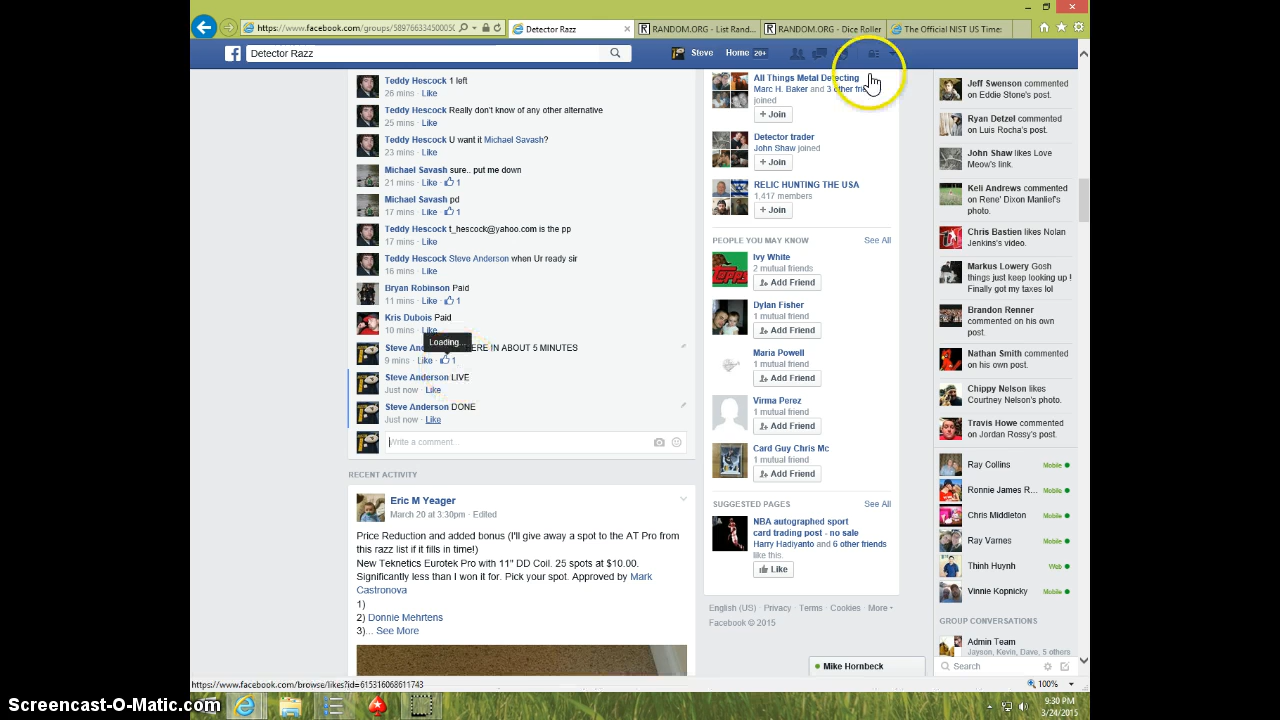 https://www.facebook.com/groups/5897663345005
Detector Razz
RANDOM.ORG - List Rand...
RANDOM.ORG - Dice Roller
The Official NIST US Time:
Detector Razz
Steve
Home 20+
Teddy Hescock 1 left
26 mins · Like
Teddy Hescock Really don't know of any other alternative
25 mins · Like
Teddy Hescock U want it Michael Savash?
23 mins · Like
Michael Savash sure.. put me down
21 mins · Like · 1
Michael Savash pd
17 mins · Like · 1
Teddy Hescock t_hescock@yahoo.com is the pp
17 mins · Like
Teddy Hescock Steve Anderson when Ur ready sir
16 mins · Like
Bryan Robinson Paid
11 mins · Like · 1
Kris Dubois Paid
10 mins · Like
Loading...
IN ABOUT 5 MINUTES
9 mins · Like · 1
Steve Anderson LIVE
Just now · Like
Steve Anderson DONE
Just now · Like
Write a comment...
RECENT ACTIVITY
Eric M Yeager
March 20 at 3:30pm · Edited
Price Reduction and added bonus (I'll give away a spot to the AT Pro from
this razz list if it fills in time!)
New Teknetics Eurotek Pro with 11" DD Coil. 25 spots at $10.00.
Significantly less than I won it for. Pick your spot. Approved by Mark
Castronova
1)
2) Donnie Mehrtens
3)... See More
All Things Metal Detecting
Marc H. Baker and 3 other
joined
+ Join
Detector trader
John Shaw joined
+ Join
RELIC HUNTING THE USA
1,417 members
+ Join
PEOPLE YOU MAY KNOW
See All
Ivy White
2 mutual friends
Add Friend
Dylan Fisher
1 mutual friend
Add Friend
Maria Powell
1 mutual friend
Add Friend
Virma Perez
1 mutual friend
Add Friend
Card Guy Chris Mc
1 mutual friend
Add Friend
SUGGESTED PAGES
See All
NBA autographed sport
card trading post - no sale
Harry Hadiyanto and 6 other friends
like this.
Like
English (US) · Privacy · Terms · Cookies · More
Facebook © 2015
Jeff Swenson commented
on Eddie Stone's post.
Ryan Detzel commented
on Luis Rocha's post.
John Shaw likes Love
Meow's link.
Keli Andrews commented
on Rene' Dixon Manlief's
photo.
Chris Bastien likes Nolan
Jenkins's video.
Markus Lowery Gosh
things just keep looking up !
Finally got my taxes lol
Brandon Renner
commented on his own
post.
Nathan Smith commented
on his own post.
Chippy Nelson likes
Courtney Nelson's photo.
Travis Howe commented
on Jordan Rossy's post.
Ray Collins Mobile
Ronnie James R... Mobile
Chris Middleton Mobile
Ray Varnes Mobile
Thinh Huynh Web
Vinnie Kopnicky Mobile
GROUP CONVERSATIONS
Admin Team
Jayson, Kevin, Dave, 5 others
Mike Hornbeck
Search
https://www.facebook.com/browse/likes?id=615316068611743
100%
Screencast-O-Matic.com
9:30 PM
3/24/2015